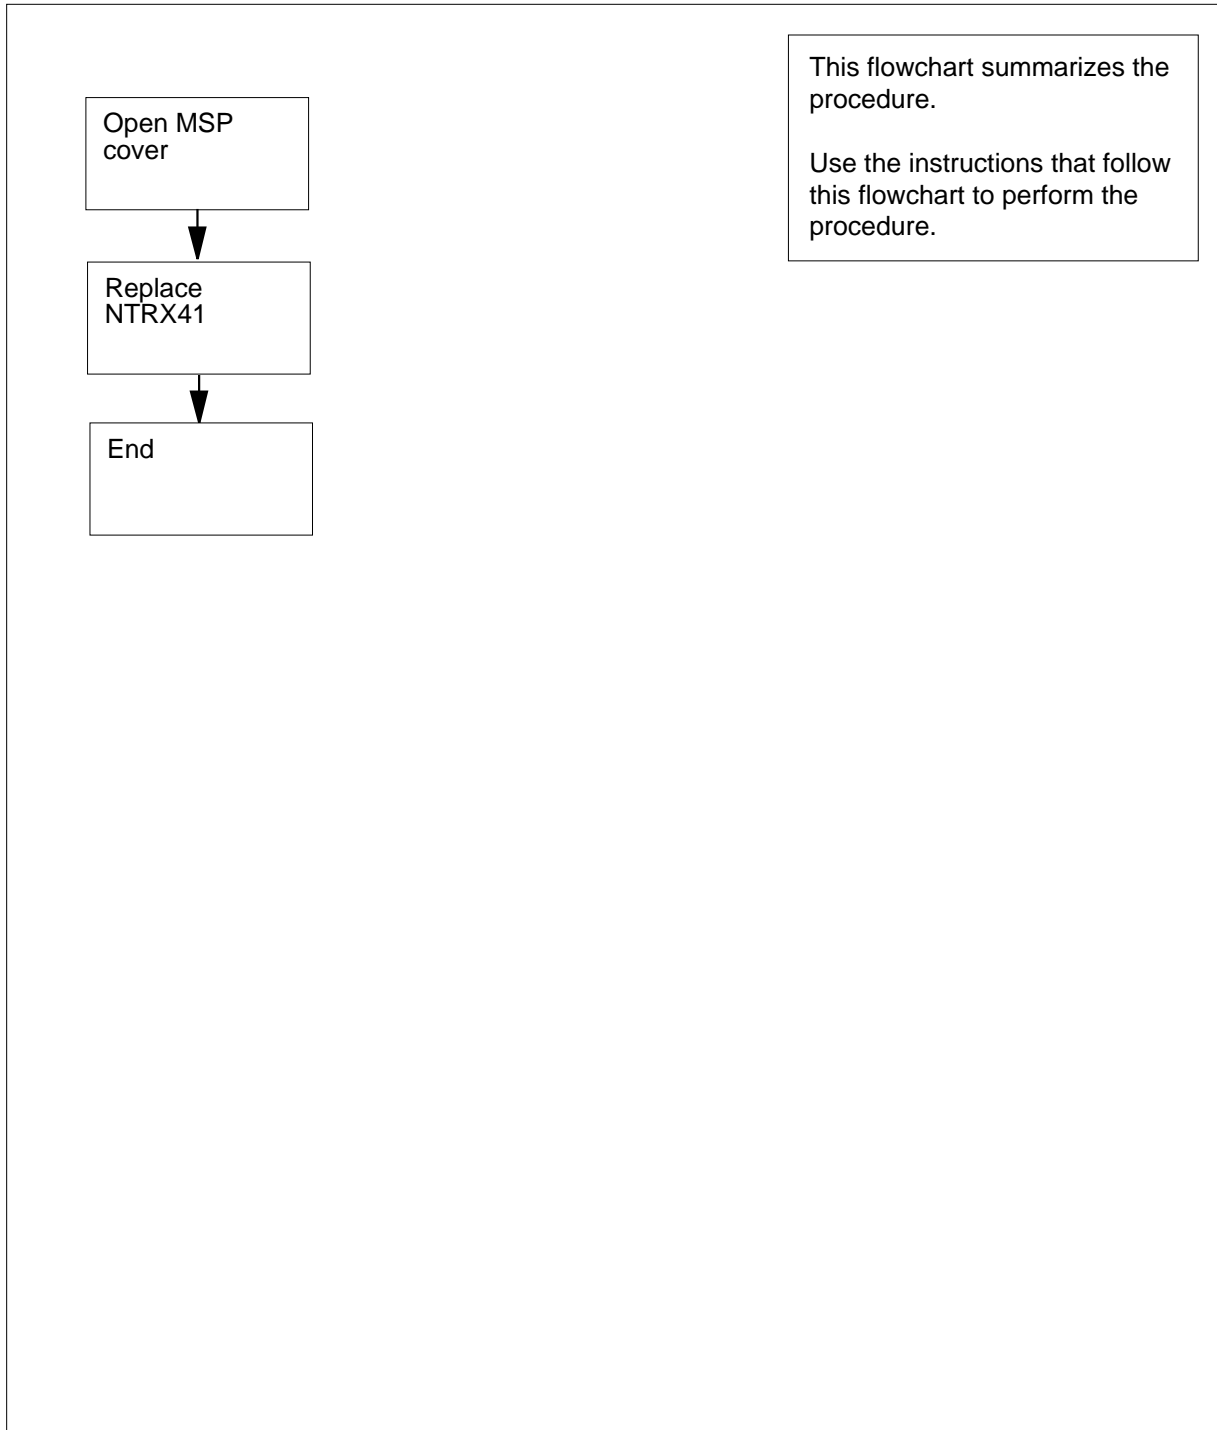 Open MSP
cover
Replace
NTRX41
End
This flowchart summarizes the
procedure.
Use the instructions that follow
this flowchart to perform the
procedure.